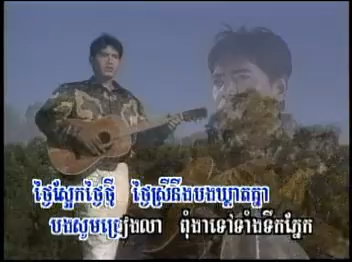 ថ្ងៃស្អែកថ្ងៃថ្មី ថ្ងៃស្រីនឹងបងឃ្លាតគ្នា
បងសូមជ្រៀងលា ពុំងាទៅទាំងទឹកភ្នែក